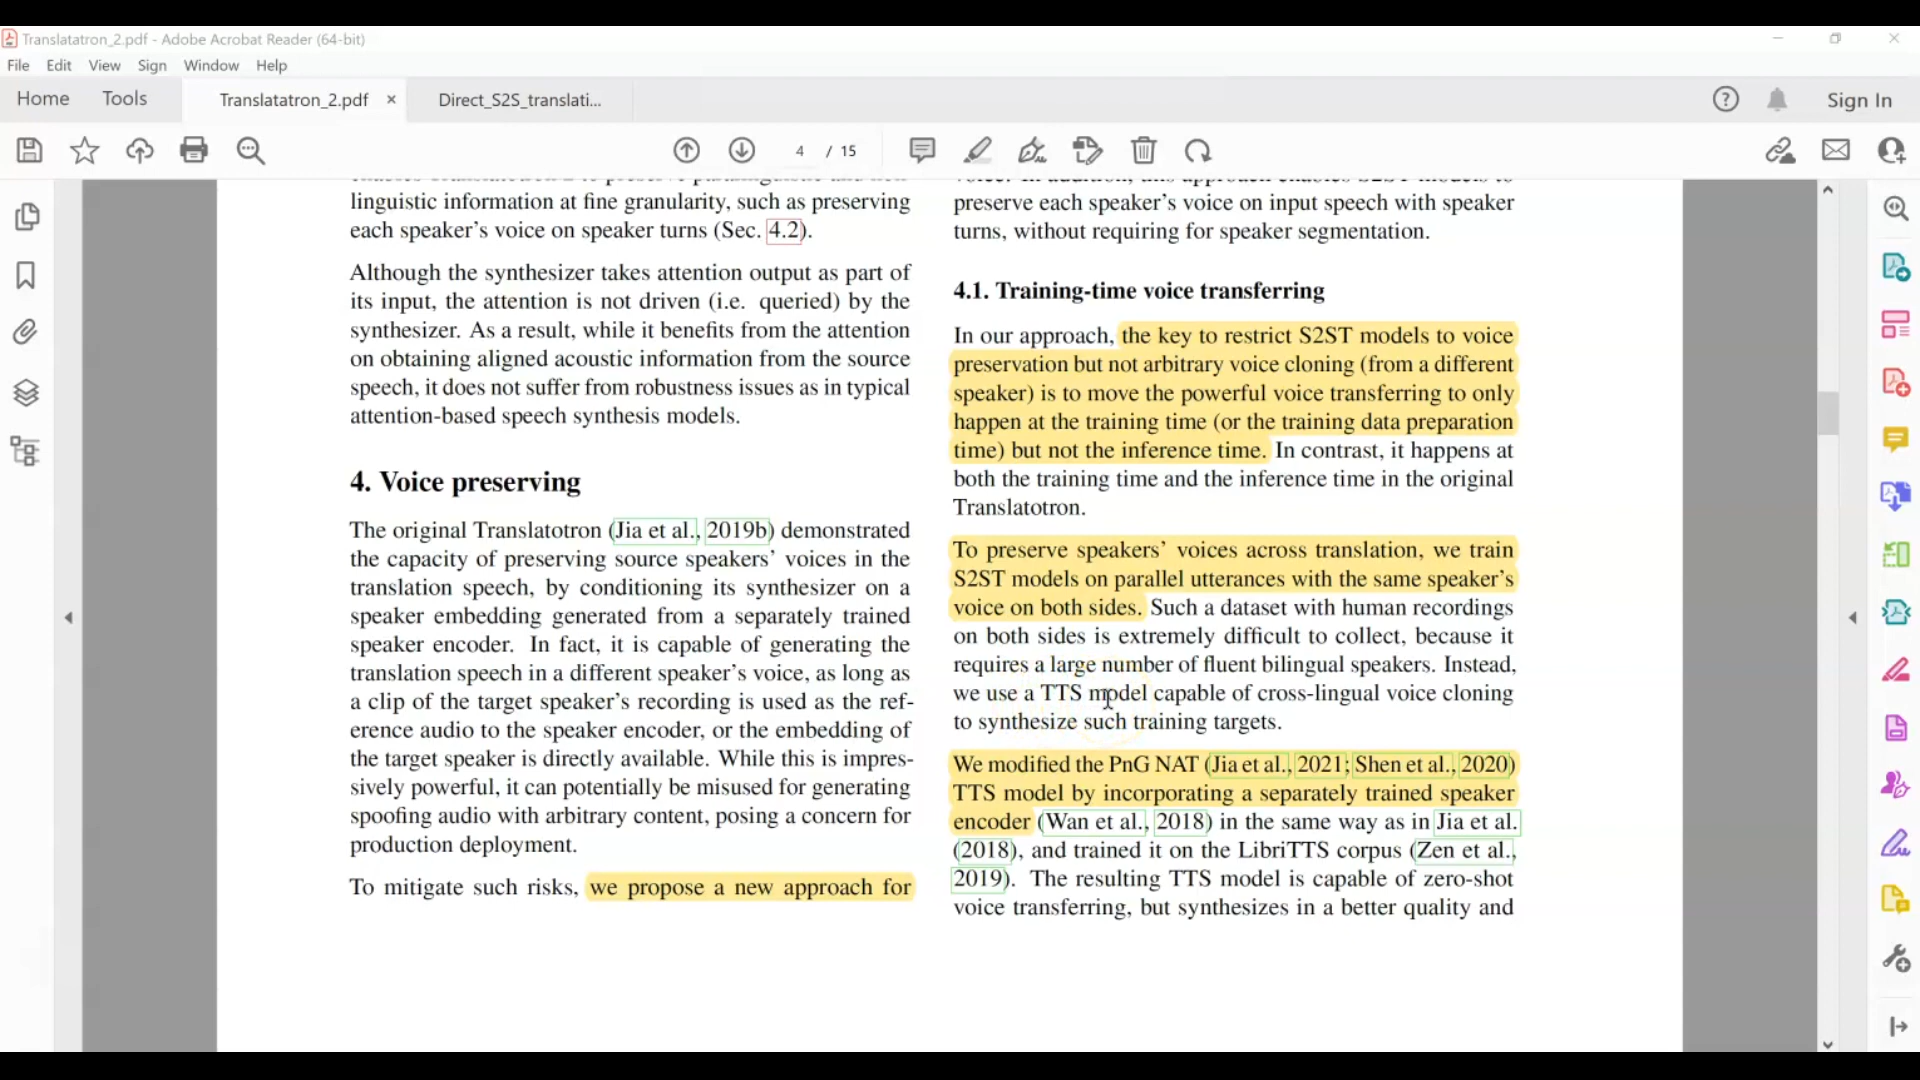 Translatatron_2.pdf - Adobe Acrobat Reader (64-bit)
File Edit View Sign Window Help
Home Tools Translatatron_2.pdf × Direct_S2S_translati... Sign In
4 / 15
linguistic information at fine granularity, such as preserving
each speaker's voice on speaker turns (Sec. 4.2).
Although the synthesizer takes attention output as part of
its input, the attention is not driven (i.e. queried) by the
synthesizer. As a result, while it benefits from the attention
on obtaining aligned acoustic information from the source
speech, it does not suffer from robustness issues as in typical
attention-based speech synthesis models.
4. Voice preserving
The original Translatotron (Jia et al., 2019b) demonstrated
the capacity of preserving source speakers' voices in the
translation speech, by conditioning its synthesizer on a
speaker embedding generated from a separately trained
speaker encoder. In fact, it is capable of generating the
translation speech in a different speaker's voice, as long as
a clip of the target speaker's recording is used as the ref-
erence audio to the speaker encoder, or the embedding of
the target speaker is directly available. While this is impres-
sively powerful, it can potentially be misused for generating
spoofing audio with arbitrary content, posing a concern for
production deployment.
To mitigate such risks, we propose a new approach for
preserve each speaker's voice on input speech with speaker
turns, without requiring for speaker segmentation.
4.1. Training-time voice transferring
In our approach, the key to restrict S2ST models to voice
preservation but not arbitrary voice cloning (from a different
speaker) is to move the powerful voice transferring to only
happen at the training time (or the training data preparation
time) but not the inference time. In contrast, it happens at
both the training time and the inference time in the original
Translatotron.
To preserve speakers' voices across translation, we train
S2ST models on parallel utterances with the same speaker's
voice on both sides. Such a dataset with human recordings
on both sides is extremely difficult to collect, because it
requires a large number of fluent bilingual speakers. Instead,
we use a TTS model capable of cross-lingual voice cloning
to synthesize such training targets.
We modified the PnG NAT (Jia et al., 2021; Shen et al., 2020)
TTS model by incorporating a separately trained speaker
encoder (Wan et al., 2018) in the same way as in Jia et al.
(2018), and trained it on the LibriTTS corpus (Zen et al.,
2019). The resulting TTS model is capable of zero-shot
voice transferring, but synthesizes in a better quality and